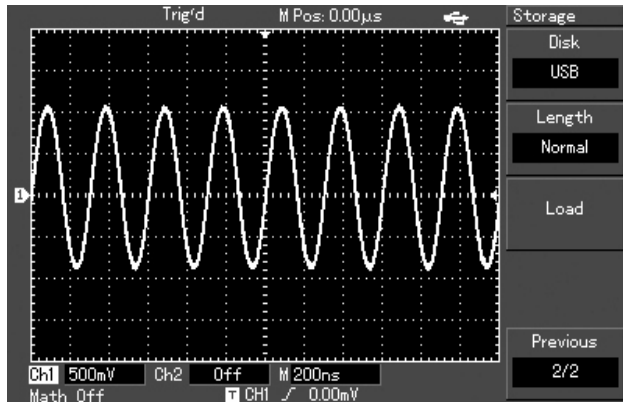 Trig'd M Pos: 0.00μs Storage
Disk
USB
Length
Normal
1
Load
Previous
2/2
Ch1 500mV Ch2 Off M 200ns
Math Off T CH1 / 0.00mV